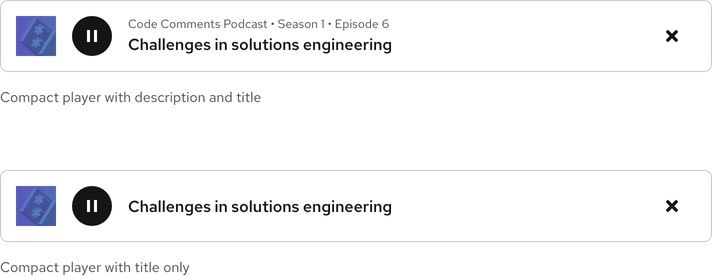 Code Comments Podcast • Season 1 • Episode 6
Challenges in solutions engineering
Compact player with description and title
Challenges in solutions engineering
Compact player with title only